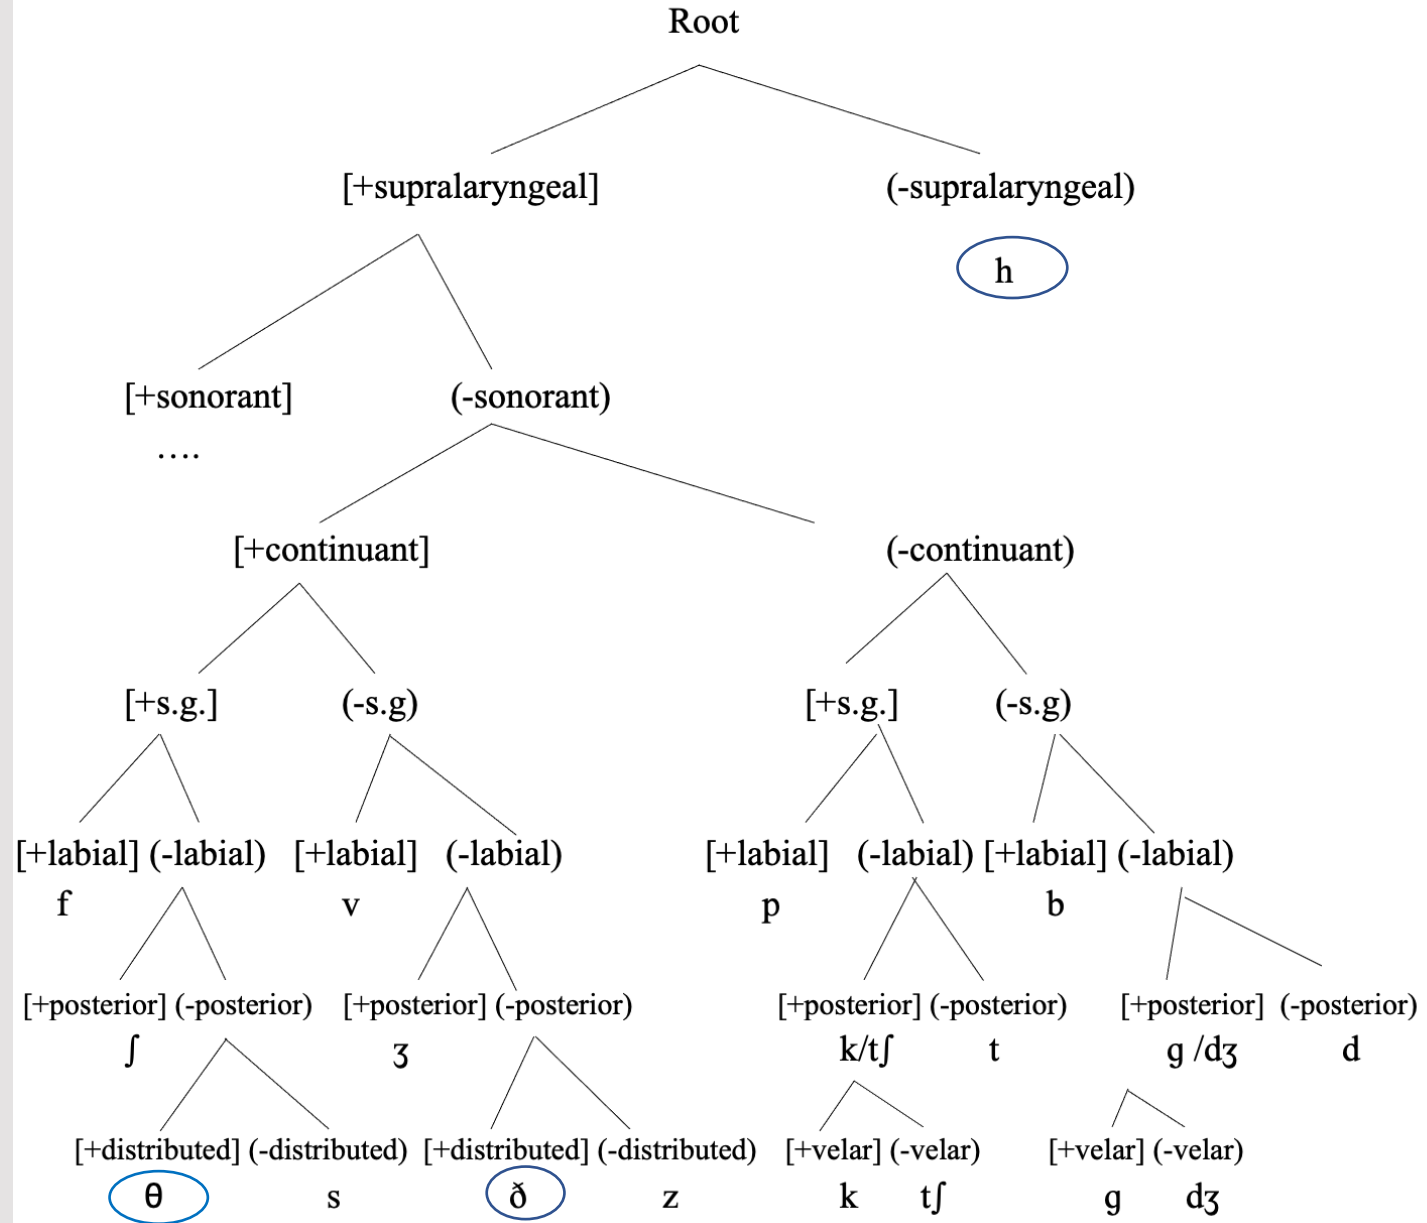 Root
[+supralaryngeal] (-supralaryngeal)
h
[+sonorant] (-sonorant)
....
[+continuant] (-continuant)
[+s.g.] (-s.g) [+s.g.] (-s.g)
[+labial] (-labial) [+labial] (-labial) [+labial] (-labial) [+labial] (-labial)
f v p b
[+posterior] (-posterior) [+posterior] (-posterior) [+posterior] (-posterior) [+posterior] (-posterior)
ʃ ʒ k/tʃ t g /dʒ d
[+distributed] (-distributed) [+distributed] (-distributed) [+velar] (-velar) [+velar] (-velar)
θ s ð z k tʃ g dʒ